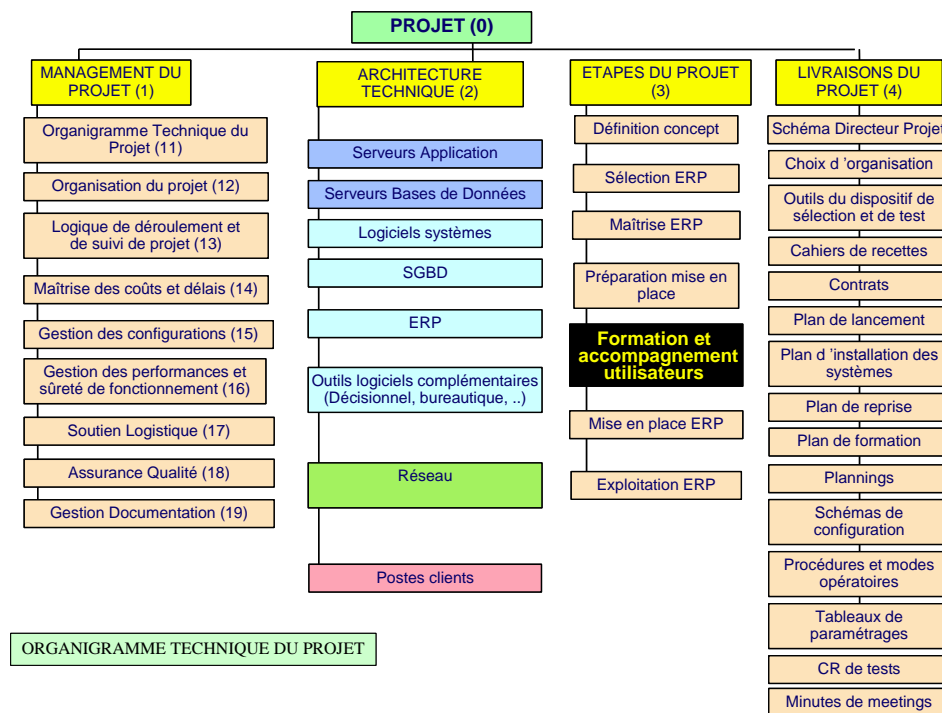 PROJET (0)
MANAGEMENT DU
PROJET (1)
Organigramme Technique du
Projet (11)
Organisation du projet (12)
Logique de déroulement et
de suivi de projet (13)
Maîtrise des coûts et délais (14)
Gestion des configurations (15)
Gestion des performances et
sûreté de fonctionnement (16)
Soutien Logistique (17)
Assurance Qualité (18)
Gestion Documentation (19)
ARCHITECTURE
TECHNIQUE (2)
Serveurs Application
Serveurs Bases de Données
Logiciels systèmes
SGBD
ERP
Outils logiciels complémentaires
(Décisionnel, bureautique, ..)
Réseau
Postes clients
ETAPES DU PROJET
(3)
Définition concept
Sélection ERP
Maîtrise ERP
Préparation mise en
place
Formation et
accompagnement
utilisateurs
Mise en place ERP
Exploitation ERP
LIVRAISONS DU
PROJET (4)
Schéma Directeur Projet
Choix d ’organisation
Outils du dispositif de
sélection et de test
Cahiers de recettes
Contrats
Plan de lancement
Plan d ’installation des
systèmes
Plan de reprise
Plan de formation
Plannings
Schémas de
configuration
Procédures et modes
opératoires
Tableaux de
paramétrages
CR de tests
Minutes de meetings
ORGANIGRAMME TECHNIQUE DU PROJET